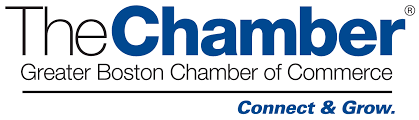 TheChamber®
Greater Boston Chamber of Commerce
Connect & Grow.